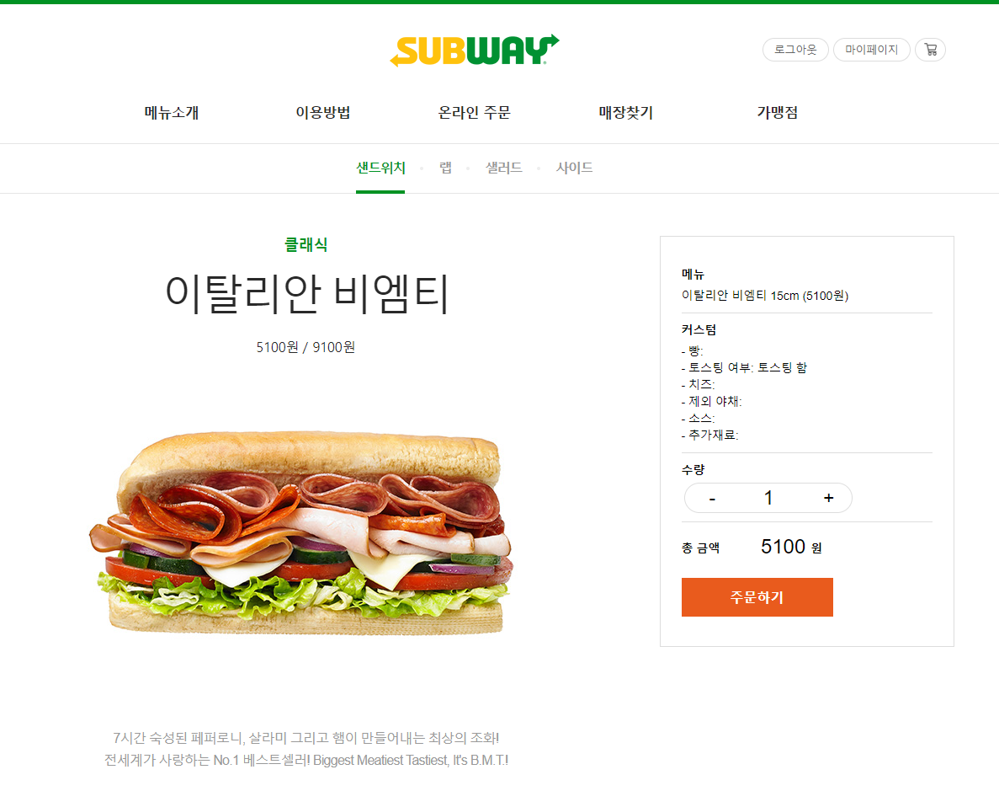 SUBWAY
로그아웃
마이페이지
메뉴소개
이용방법
온라인 주문
매장찾기
가맹점
샌드위치
랩
샐러드
사이드
클래식
이탈리안 비엠티
5100원 / 9100원
7시간 숙성된 페퍼로니, 살라미 그리고 햄이 만들어내는 최상의 조화!
전세계가 사랑하는 No.1 베스트셀러! Biggest Meatiest Tastiest, It's B.M.T.!
메뉴
이탈리안 비엠티 15cm (5100원)
커스텀
- 빵:
- 토스팅 여부: 토스팅 함
- 치즈:
- 제외 야채:
- 소스:
- 추가재료:
수량
- 1 +
총 금액 5100 원
주문하기